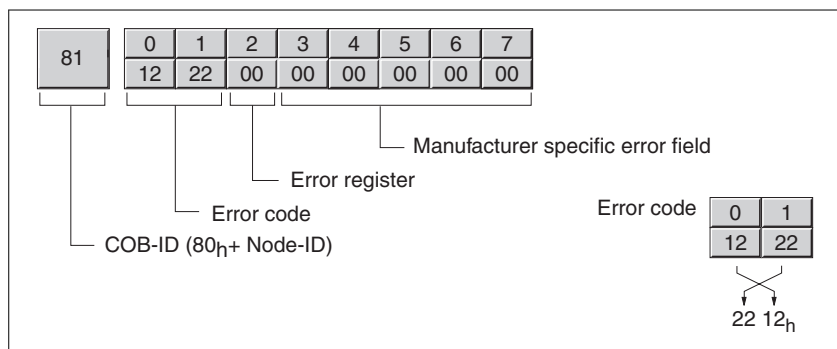 81
0 1 2 3 4 5 6 7
12 22 00 00 00 00 00 00
Manufacturer specific error field
Error register
Error code
COB-ID (80h+ Node-ID)
Error code
0 1
12 22
22 12h